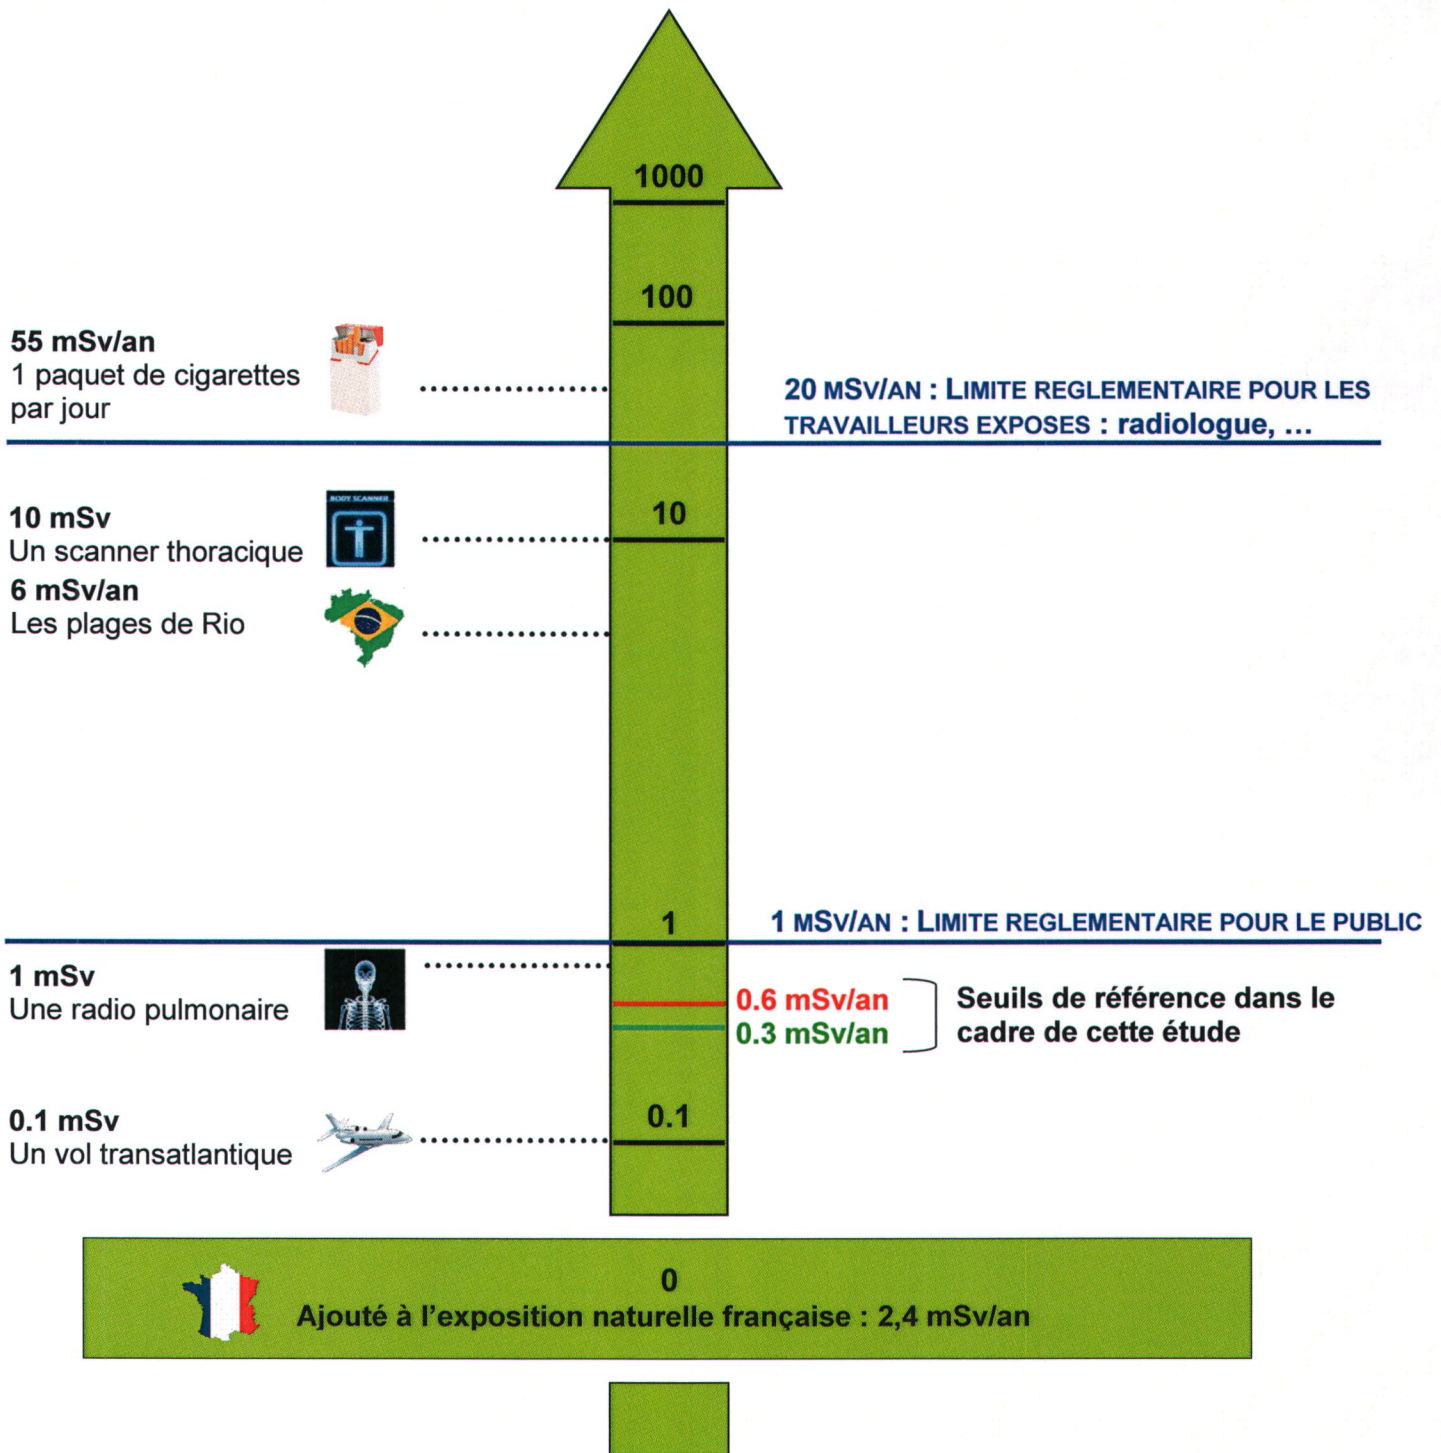 1000
100
55 mSv/an
1 paquet de cigarettes
par jour
20 MSV/AN : LIMITE REGLEMENTAIRE POUR LES
TRAVAILLEURS EXPOSES : radiologue, ...
BODY SCANNER
10 mSv
Un scanner thoracique
10
6 mSv/an
Les plages de Rio
1
1 MSV/AN : LIMITE REGLEMENTAIRE POUR LE PUBLIC
1 mSv
Une radio pulmonaire
0.6 mSv/an
0.3 mSv/an
Seuils de référence dans le
cadre de cette étude
0.1 mSv
Un vol transatlantique
0.1
0
Ajouté à l'exposition naturelle française : 2,4 mSv/an